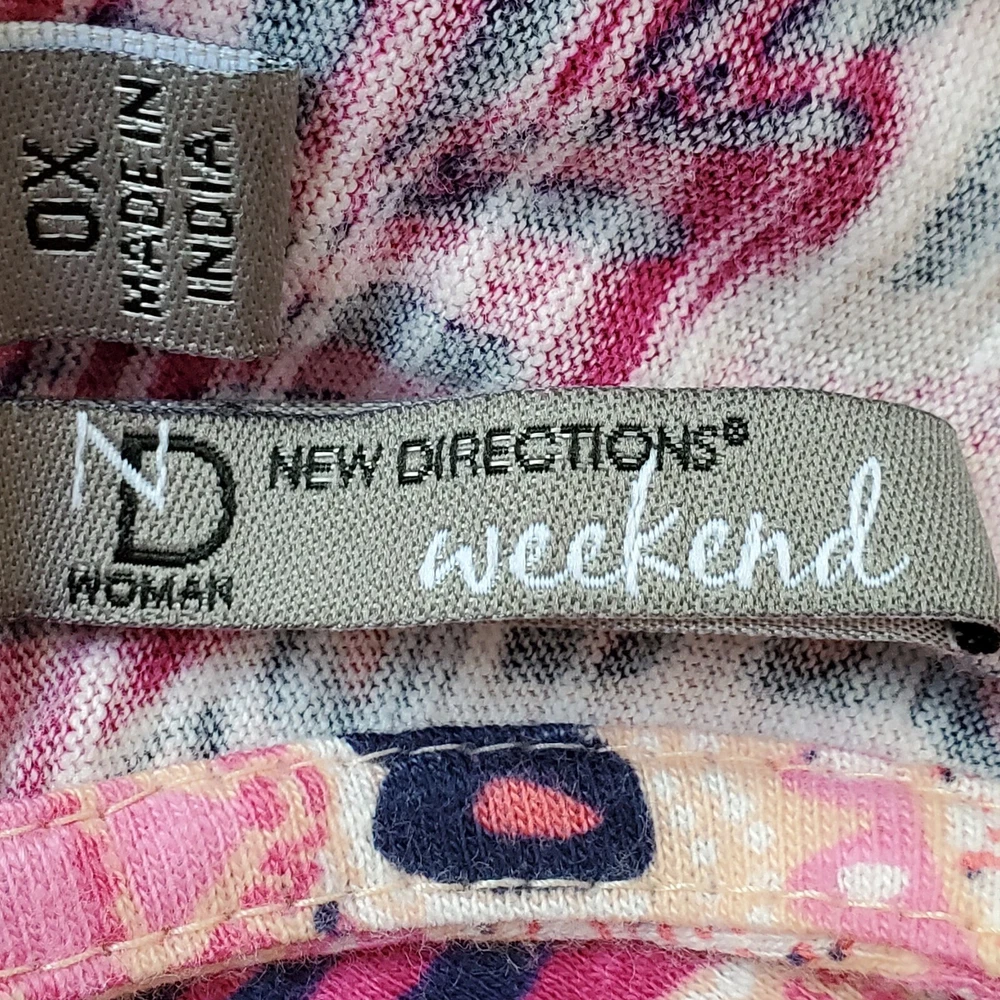 0X
MADE IN
INDIA
ND
WOMAN
NEW DIRECTIONS®
weekend